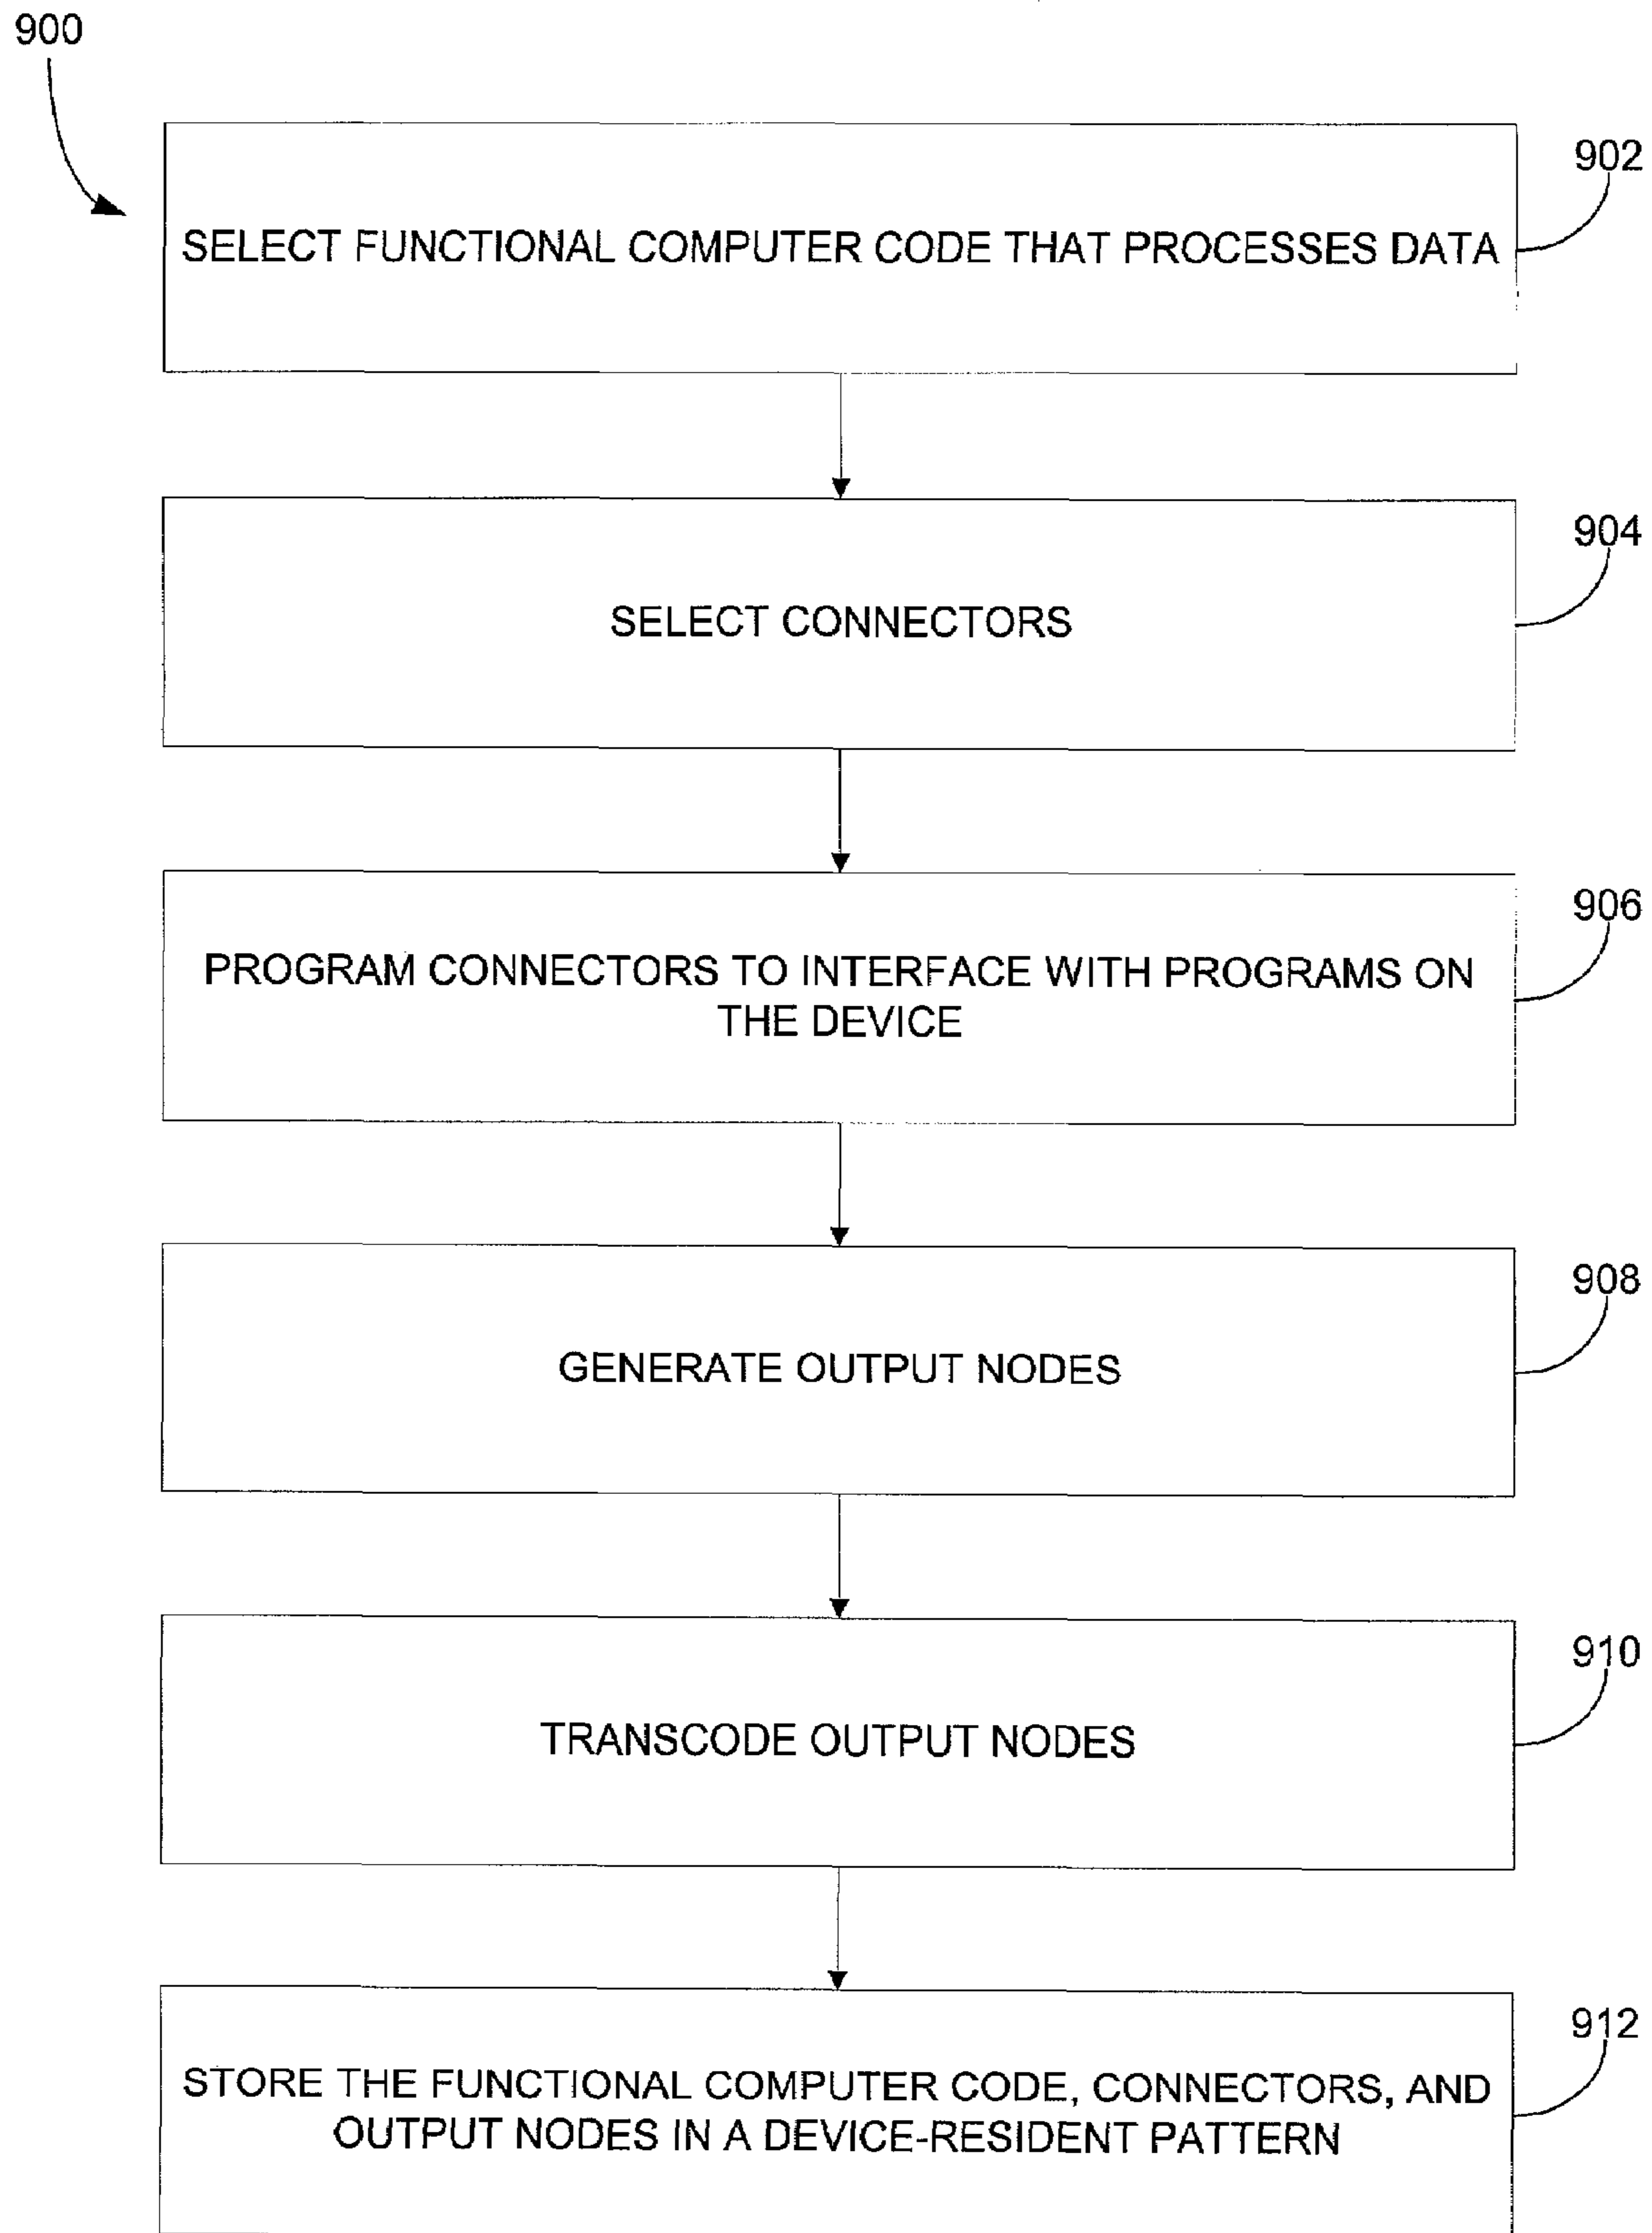 900
902
SELECT FUNCTIONAL COMPUTER CODE THAT PROCESSES DATA
904
SELECT CONNECTORS
906
PROGRAM CONNECTORS TO INTERFACE WITH PROGRAMS ON
THE DEVICE
908
GENERATE OUTPUT NODES
910
TRANSCODE OUTPUT NODES
912
STORE THE FUNCTIONAL COMPUTER CODE, CONNECTORS, AND
OUTPUT NODES IN A DEVICE-RESIDENT PATTERN